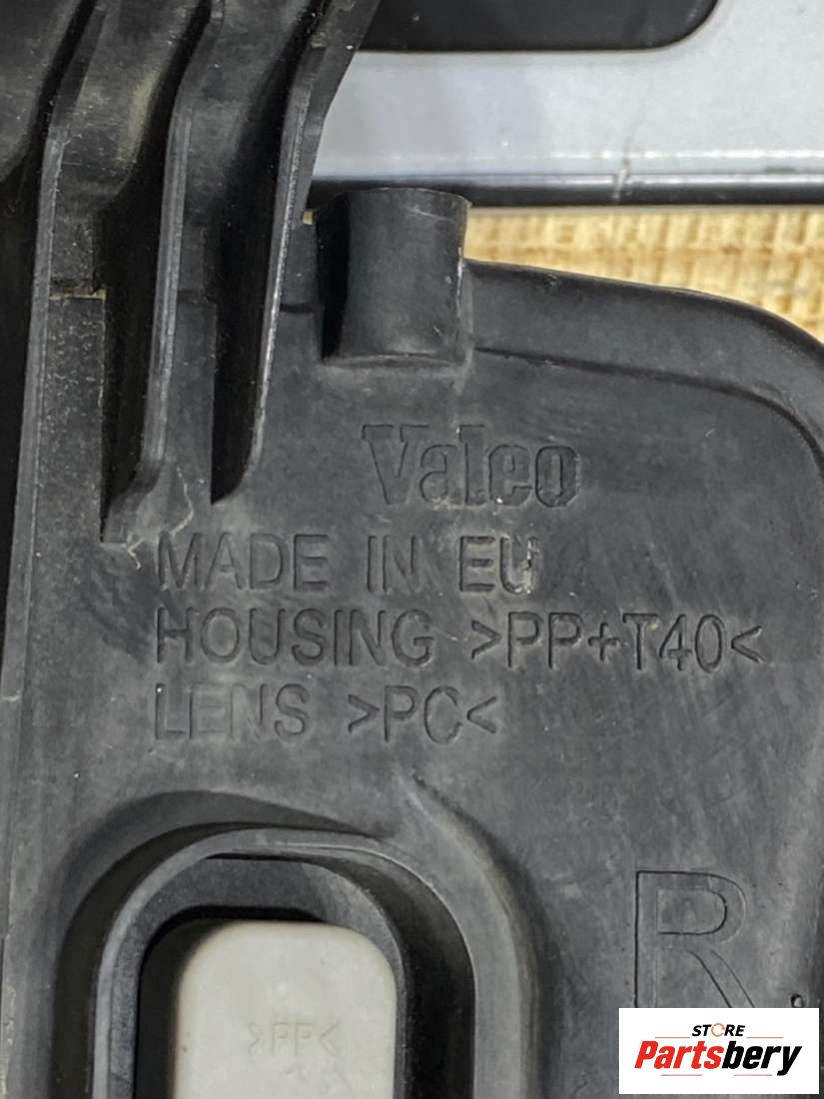 Valeo
MADE IN EU
HOUSING >PP+T40<
LENS >PC<
R
>PP<
STORE
Partsbery